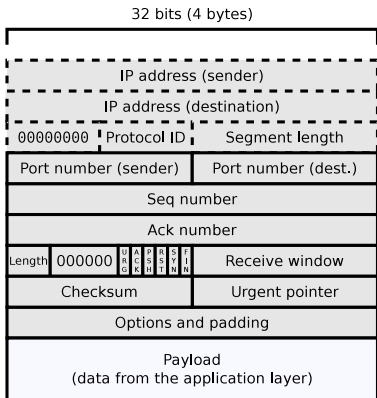 32 bits (4 bytes)
IP address (sender)
IP address (destination)
00000000 Protocol ID Segment length
Port number (sender) Port number (dest.)
Seq number
Ack number
Length 000000 URG ACK PSH RST SYN FIN Receive window
Checksum Urgent pointer
Options and padding
Payload
(data from the application layer)